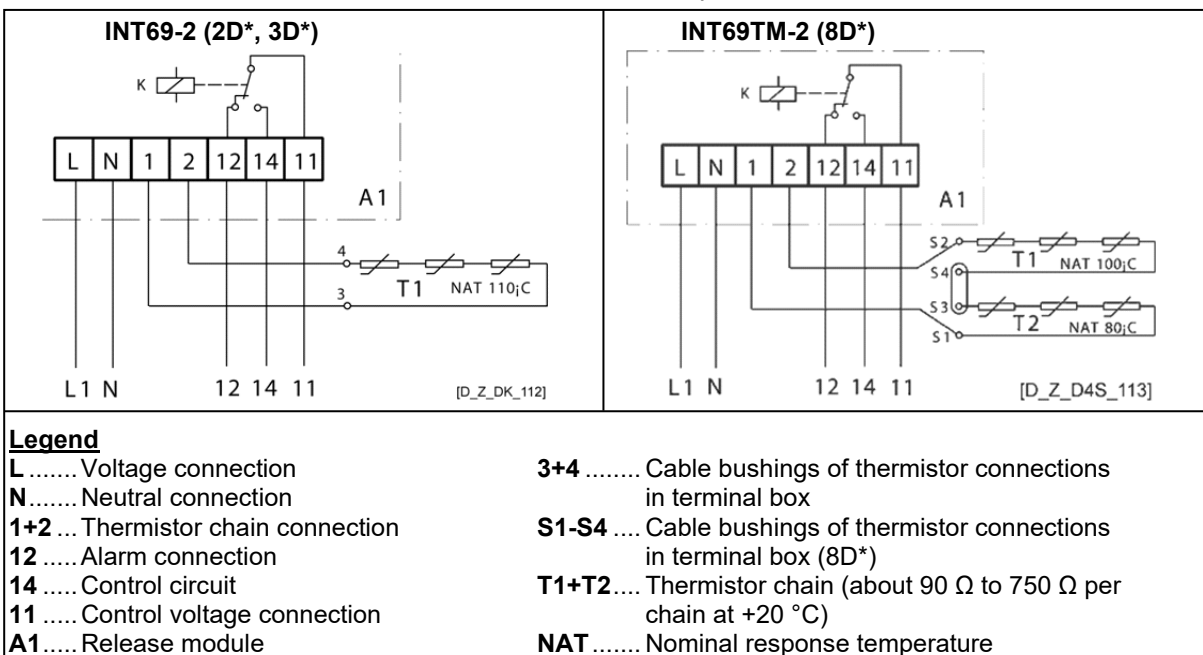 INT69-2 (2D*, 3D*)
K
L N 1 2 12 14 11
A1
4
T1 NAT 110¡C
3
L1 N 12 14 11
[D_Z_DK_112]
INT69TM-2 (8D*)
K
L N 1 2 12 14 11
A1
S2
T1 NAT 100¡C
S4
S3
T2 NAT 80¡C
S1
L1 N 12 14 11
[D_Z_D4S_113]
Legend
L ....... Voltage connection
N ....... Neutral connection
1+2 ... Thermistor chain connection
12 ..... Alarm connection
14 ..... Control circuit
11 ..... Control voltage connection
A1 ..... Release module
3+4 ........ Cable bushings of thermistor connections
in terminal box
S1-S4 .... Cable bushings of thermistor connections
in terminal box (8D*)
T1+T2 .... Thermistor chain (about 90 Ω to 750 Ω per
chain at +20 °C)
NAT ....... Nominal response temperature